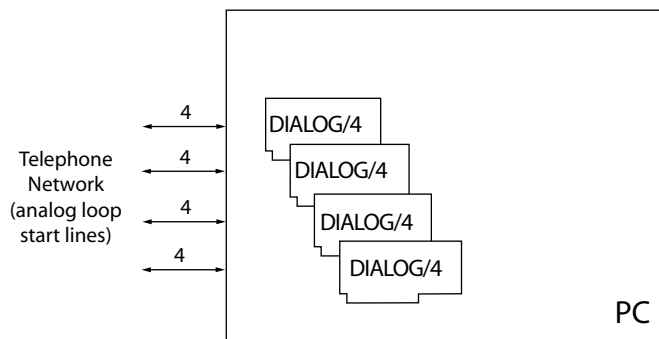 4
4
4
4
Telephone
Network
(analog loop
start lines)
DIALOG/4
DIALOG/4
DIALOG/4
DIALOG/4
PC